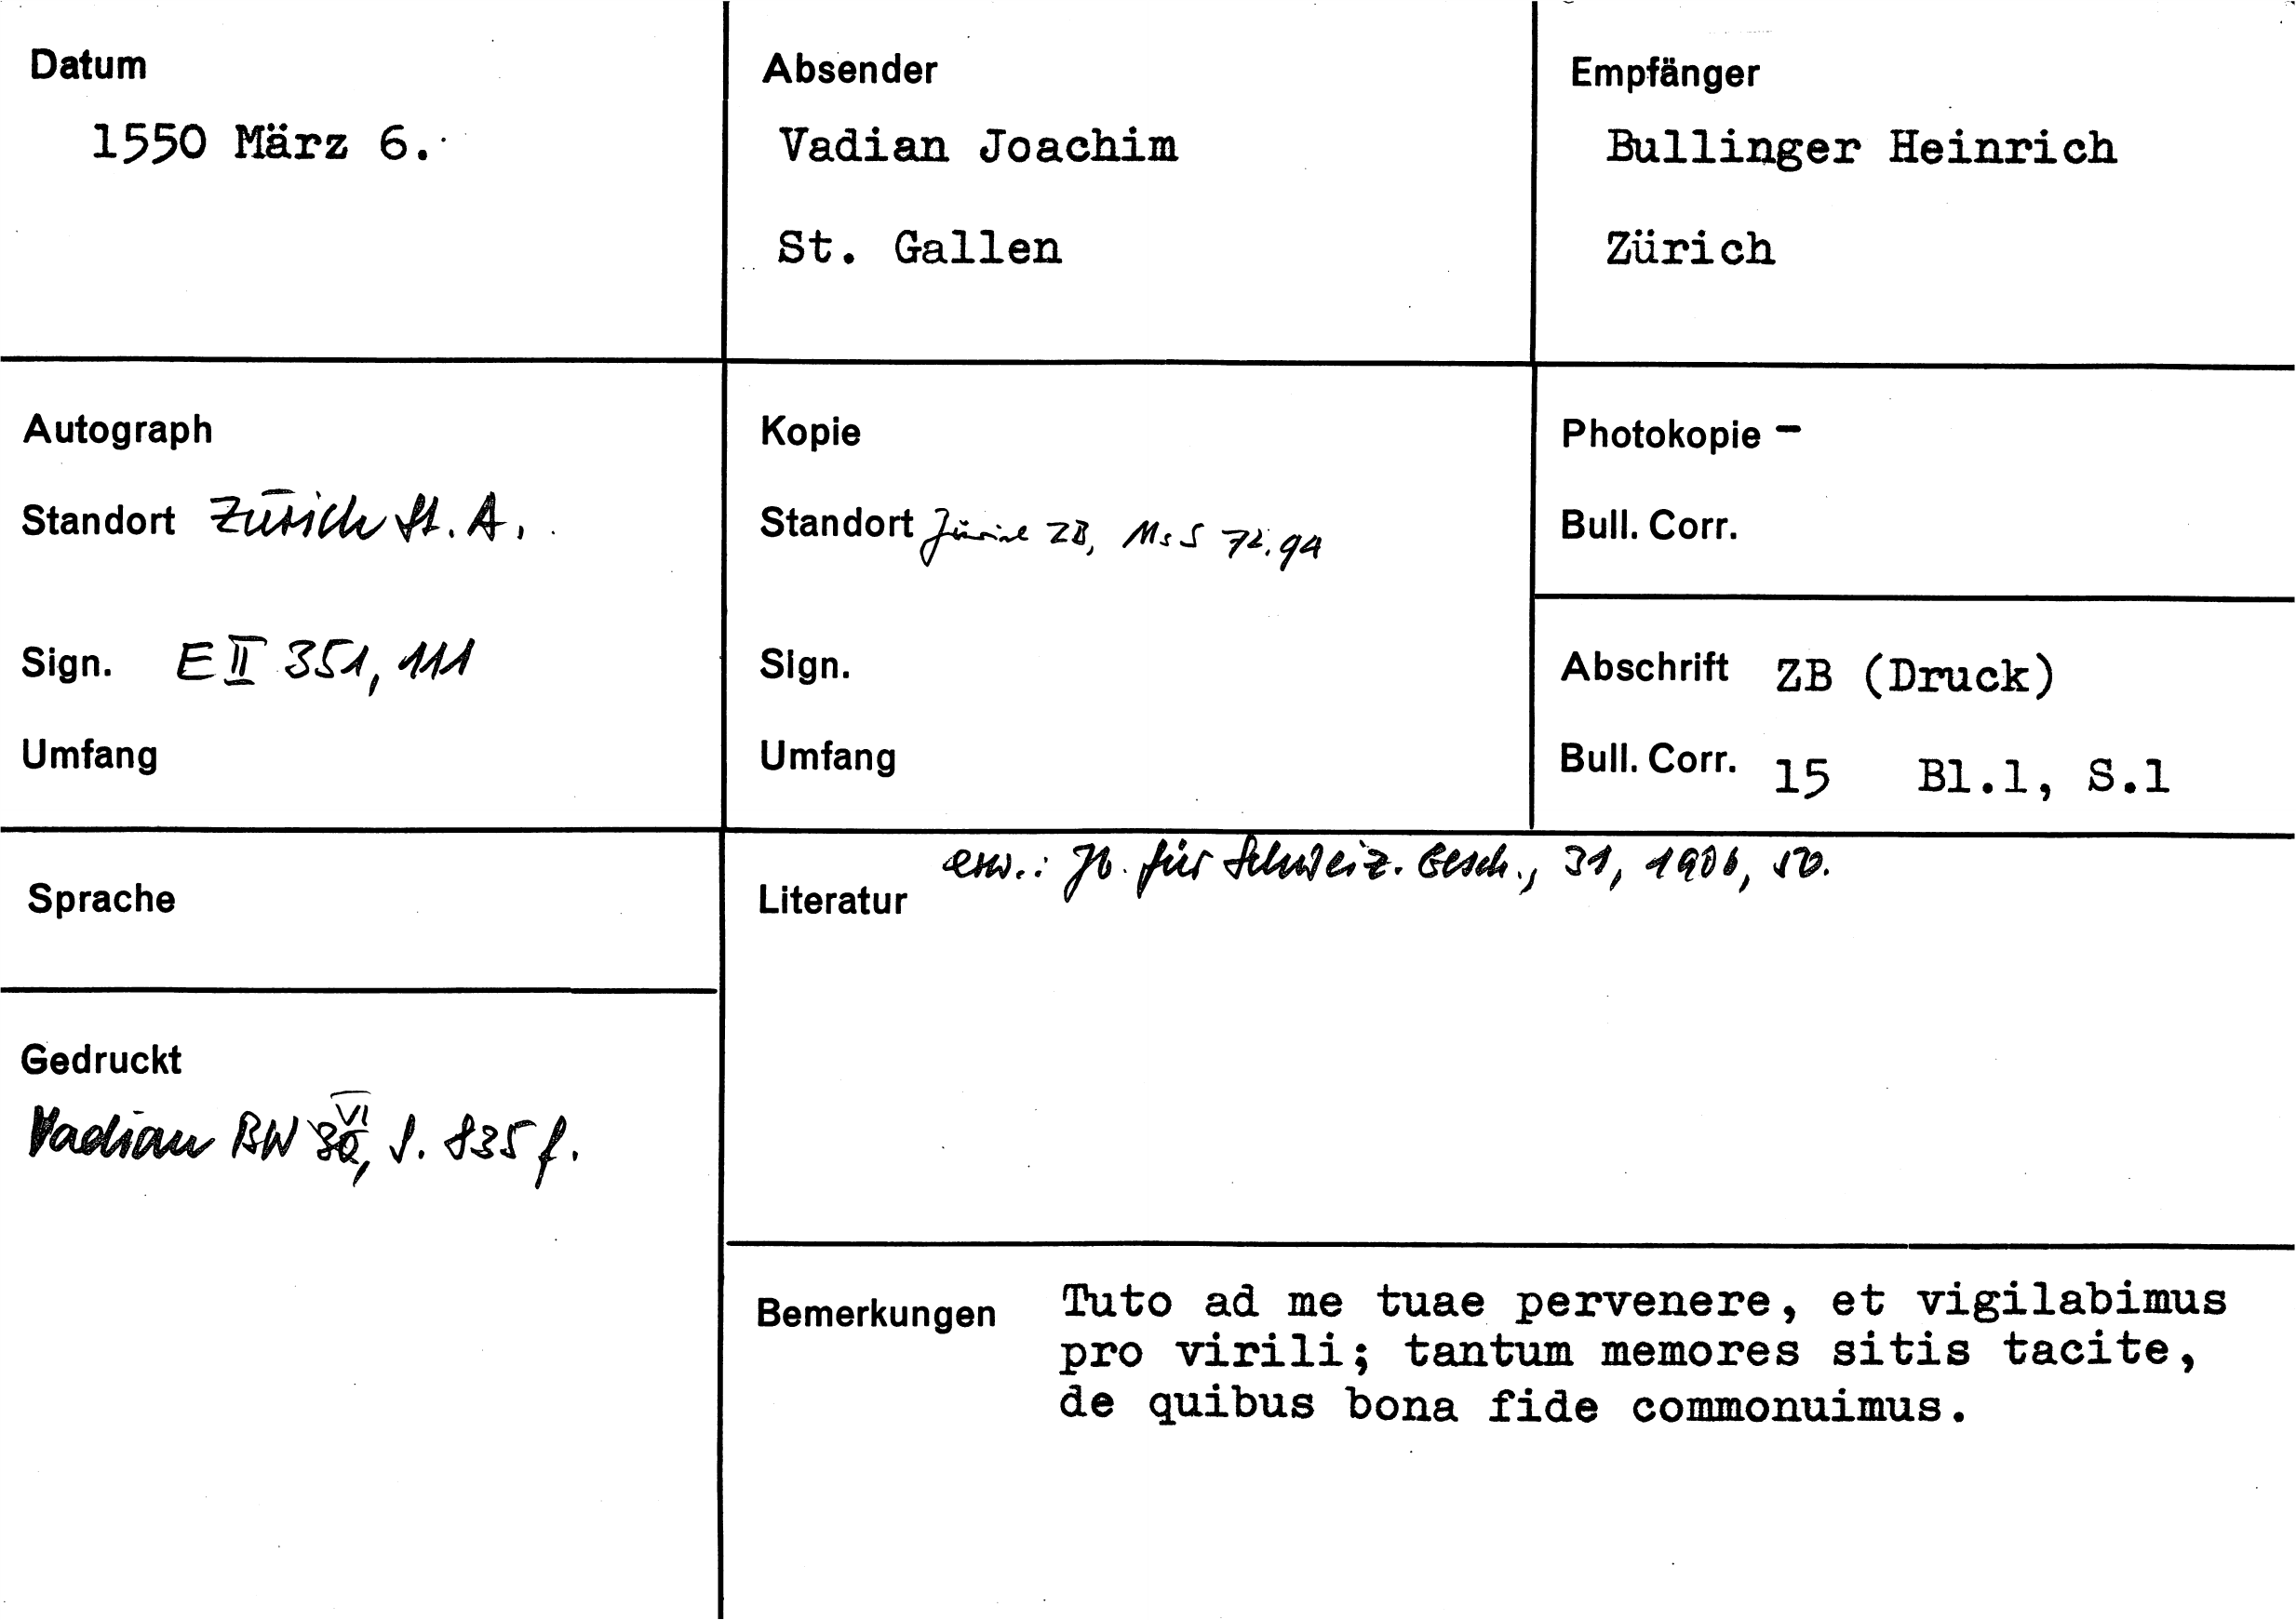 Datum
1550 März 6.
Absender
Vadian Joachim
St. Gallen
Empfänger
Bullinger Heinrich
Zürich
Autograph
Standort Zürich St. A.
Sign. E II 351, 111
Umfang
Kopie
Standort Zürich ZB, Ms S 72, 94
Sign.
Umfang
Photokopie -
Bull. Corr.
Abschrift ZB (Druck)
Bull. Corr. 15 Bl.1, S.1
Sprache
Gedruckt
Vadian BW VI, S. 835 f.
Literatur erw.: Jb. für Schweiz. Gesch., 31, 1906,
Bemerkungen Tuto ad me tuae pervenere, et vigilabimus
pro virili; tantum memores sitis tacite,
de quibus bona fide commonuimus.